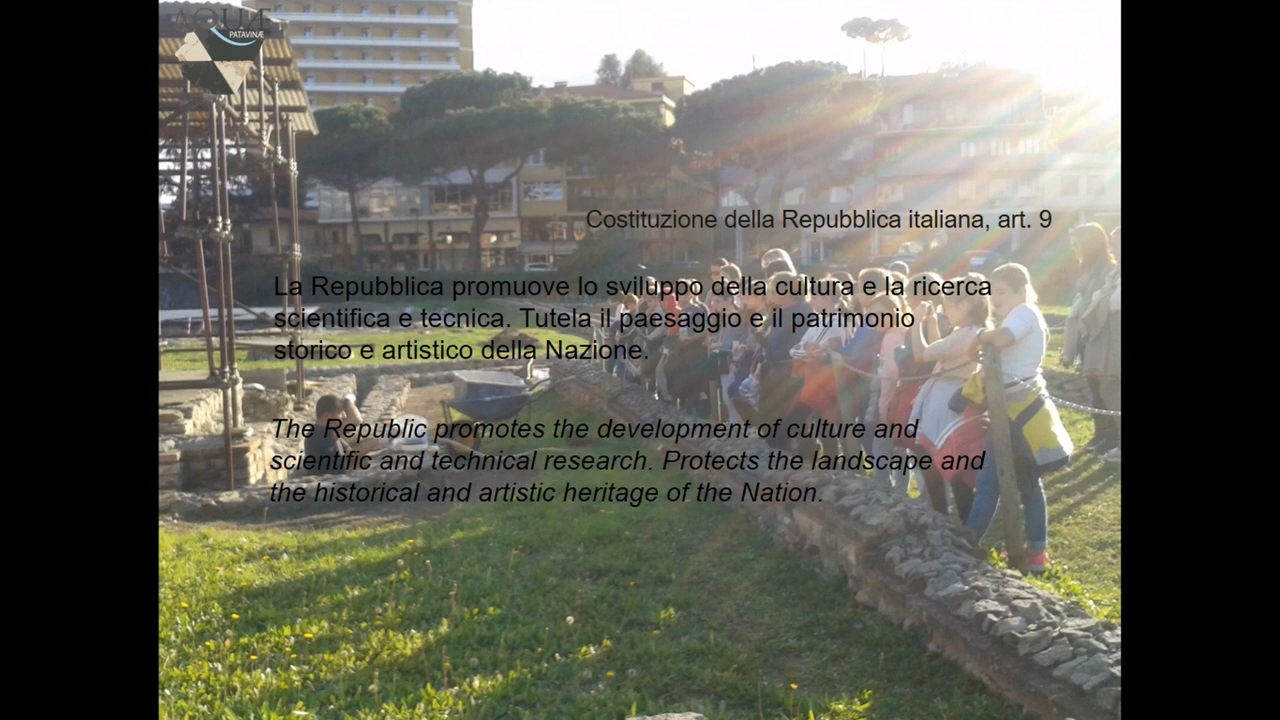 AQUÆ
PATAVINÆ
Costituzione della Repubblica italiana, art. 9
La Repubblica promuove lo sviluppo della cultura e la ricerca
scientifica e tecnica. Tutela il paesaggio e il patrimonio
storico e artistico della Nazione.
The Republic promotes the development of culture and
scientific and technical research. Protects the landscape and
the historical and artistic heritage of the Nation.